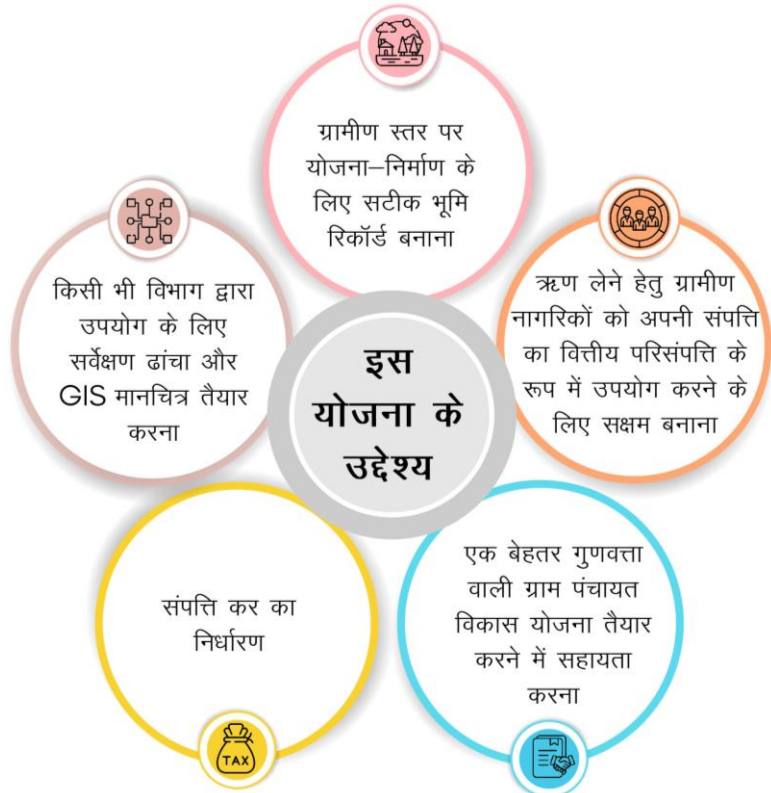 इस
योजना के
उद्देश्य
ग्रामीण स्तर पर
योजना–निर्माण के
लिए सटीक भूमि
रिकॉर्ड बनाना
ऋण लेने हेतु ग्रामीण
नागरिकों को अपनी संपत्ति
का वित्तीय परिसंपत्ति के
रूप में उपयोग करने के
लिए सक्षम बनाना
एक बेहतर गुणवत्ता
वाली ग्राम पंचायत
विकास योजना तैयार
करने में सहायता
करना
संपत्ति कर का
निर्धारण
TAX
किसी भी विभाग द्वारा
उपयोग के लिए
सर्वेक्षण ढांचा और
GIS मानचित्र तैयार
करना